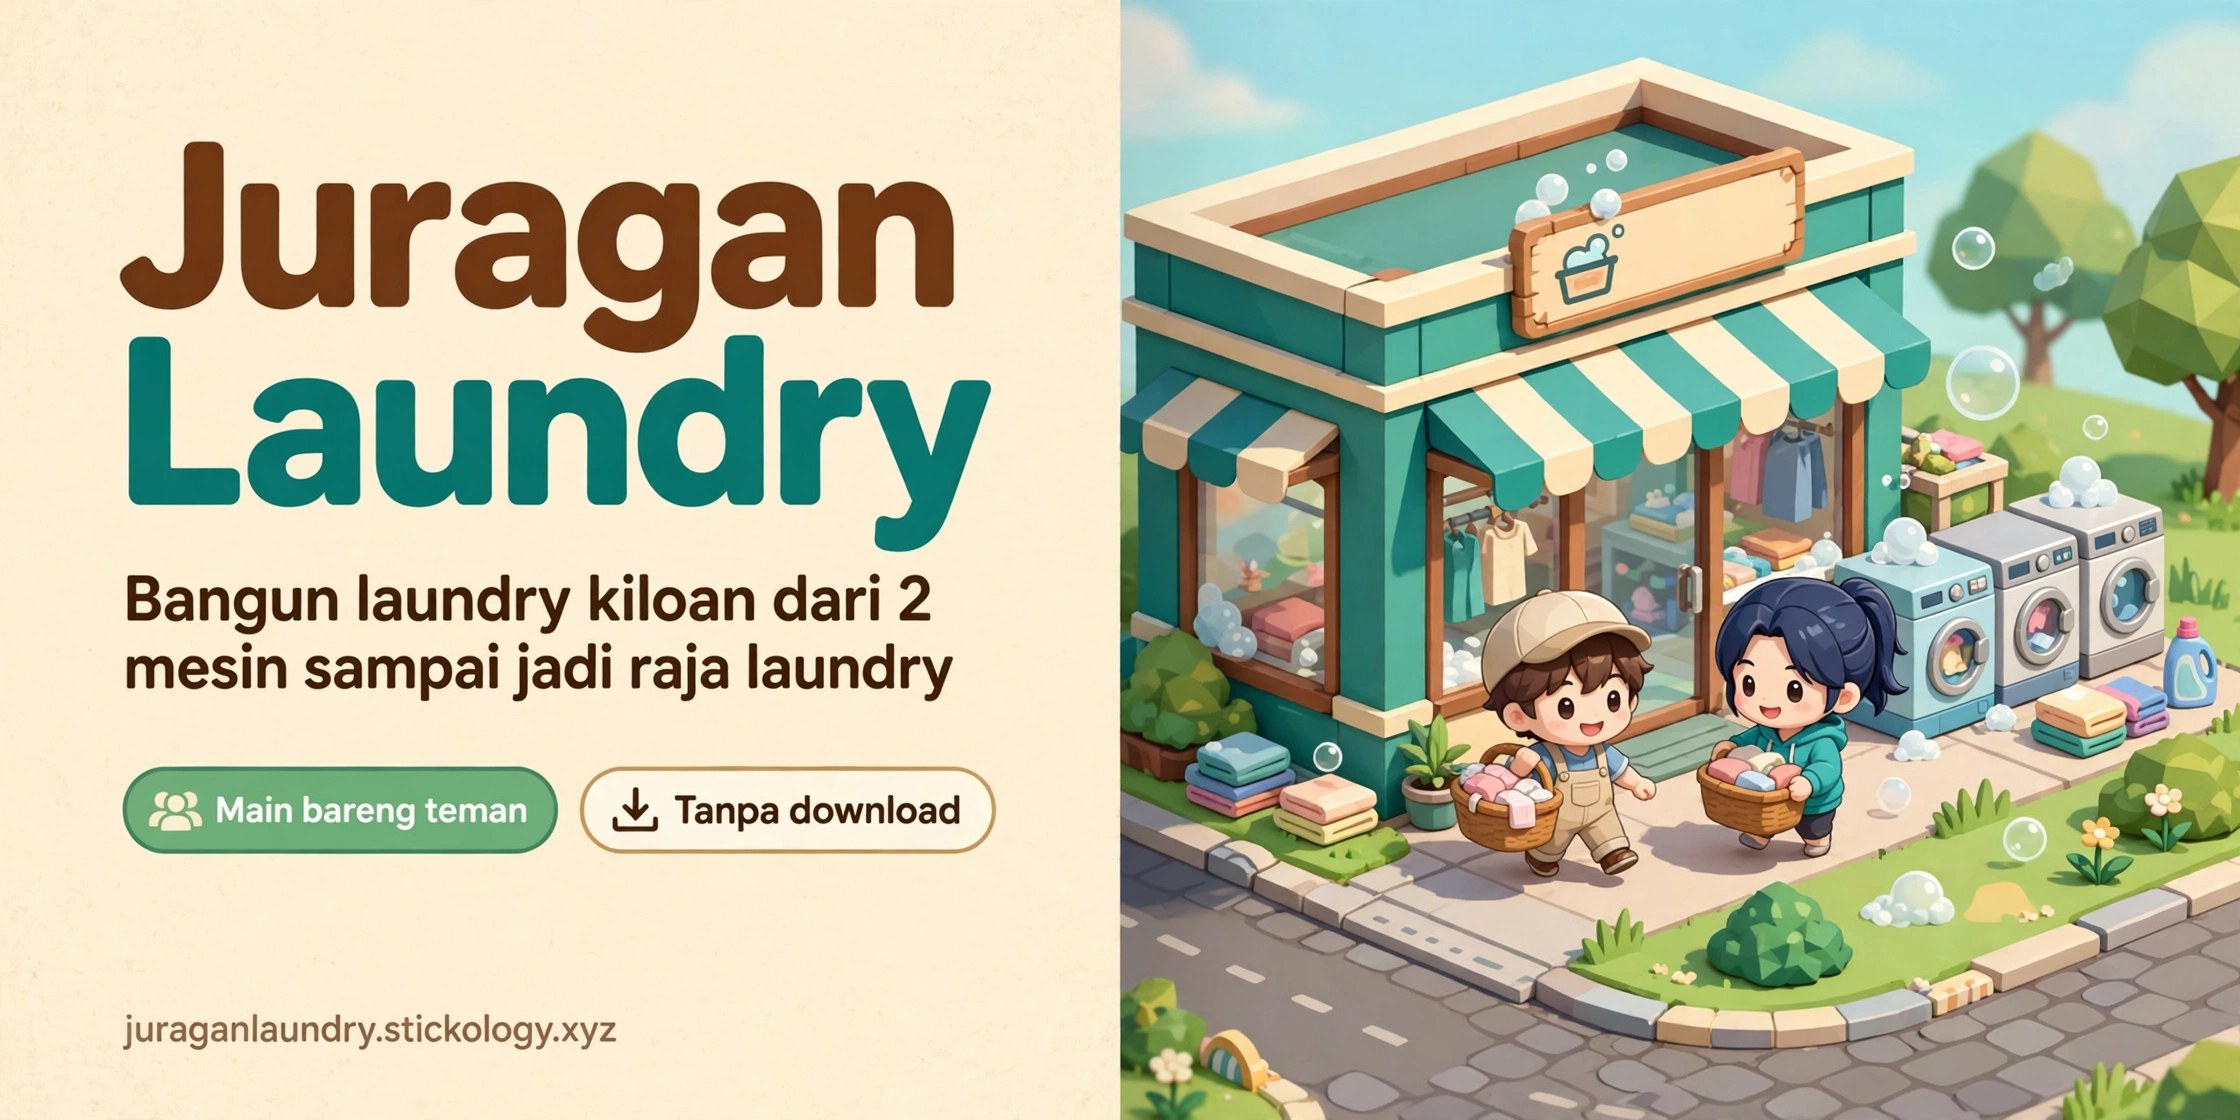 Juragan
Laundry
Bangun laundry kiloan dari 2
mesin sampai jadi raja laundry
Main bareng teman
Tanpa download
juraganlaundry.stickology.xyz